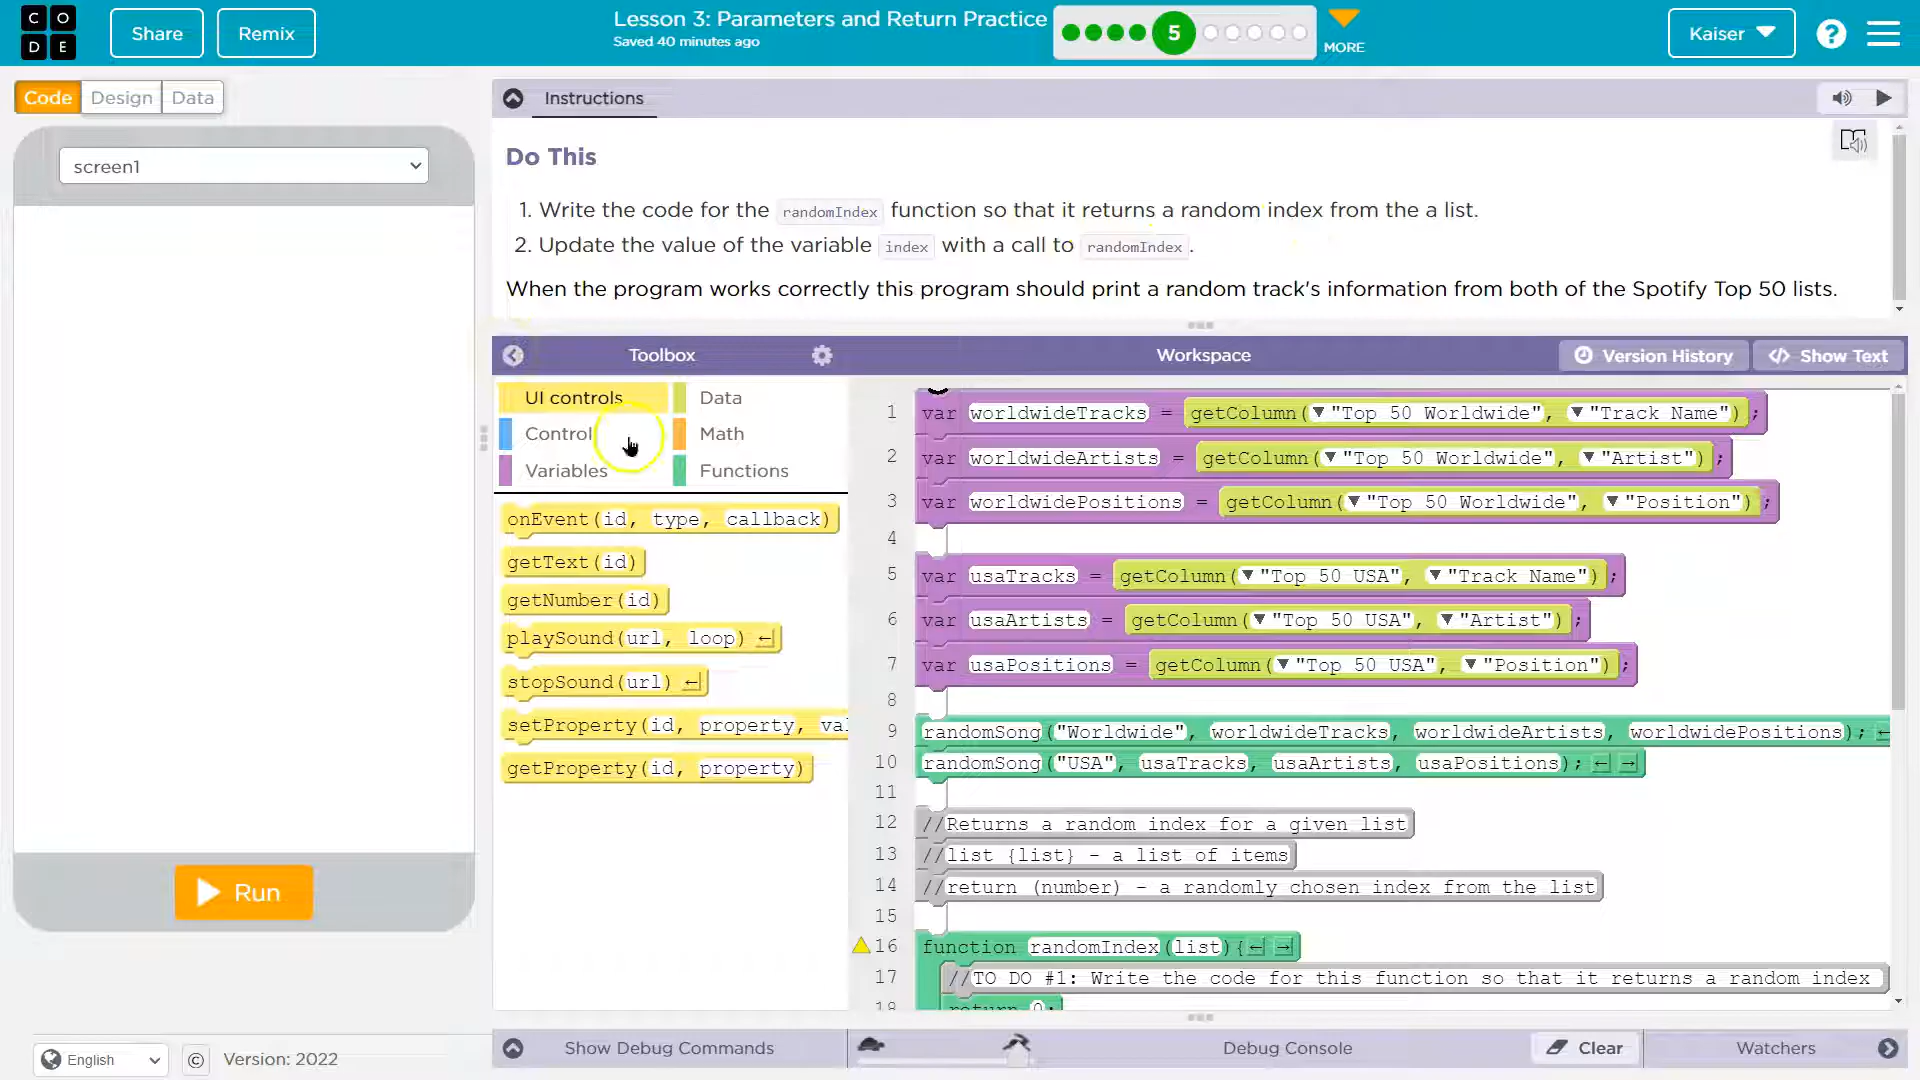 CODE
Share
Remix
Lesson 3: Parameters and Return Practice
Saved 40 minutes ago
5
MORE
Kaiser
?
Code
Design
Data
screen1
Run
Instructions
Do This
1. Write the code for the randomIndex function so that it returns a random index from the a list.
2. Update the value of the variable index with a call to randomIndex.
When the program works correctly this program should print a random track's information from both of the Spotify Top 50 lists.
Toolbox
Workspace
Version History
Show Text
UI controls
Data
Control
Math
Variables
Functions
onEvent(id, type, callback)
getText(id)
getNumber(id)
playSound(url, loop)
stopSound(url)
setProperty(id, property, val
getProperty(id, property)
1 var worldwideTracks = getColumn("Top 50 Worldwide", "Track Name");
2 var worldwideArtists = getColumn("Top 50 Worldwide", "Artist");
3 var worldwidePositions = getColumn("Top 50 Worldwide", "Position");
4
5 var usaTracks = getColumn("Top 50 USA", "Track Name");
6 var usaArtists = getColumn("Top 50 USA", "Artist");
7 var usaPositions = getColumn("Top 50 USA", "Position");
8
9 randomSong("Worldwide", worldwideTracks, worldwideArtists, worldwidePositions);
10 randomSong("USA", usaTracks, usaArtists, usaPositions);
11
12 //Returns a random index for a given list
13 //list {list} - a list of items
14 //return (number) - a randomly chosen index from the list
15
16 function randomIndex(list){
17 //TO DO #1: Write the code for this function so that it returns a random index
18 return 0;
English
©
Version: 2022
Show Debug Commands
Debug Console
Clear
Watchers